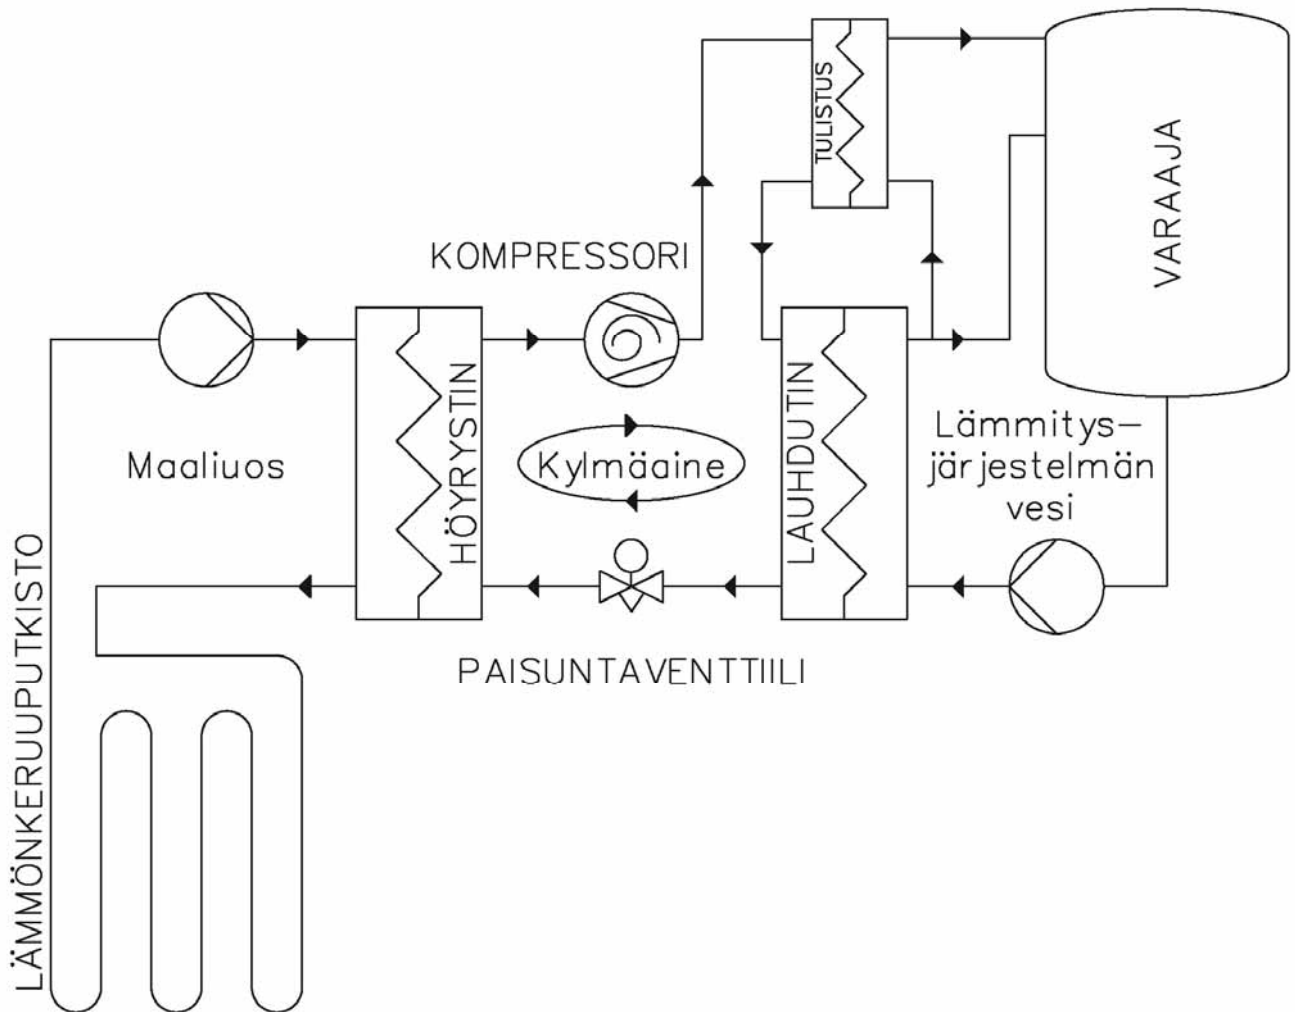 TULISTUS
VARAAJA
KOMPRESSORI
Maaliuos
HÖYRYSTIN
Kylmäaine
LAUHDUTIN
Lämmitys-
järjestelmän
vesi
LÄMMÖNKERUUPUTKISTO
PAISUNTAVENTTIILI